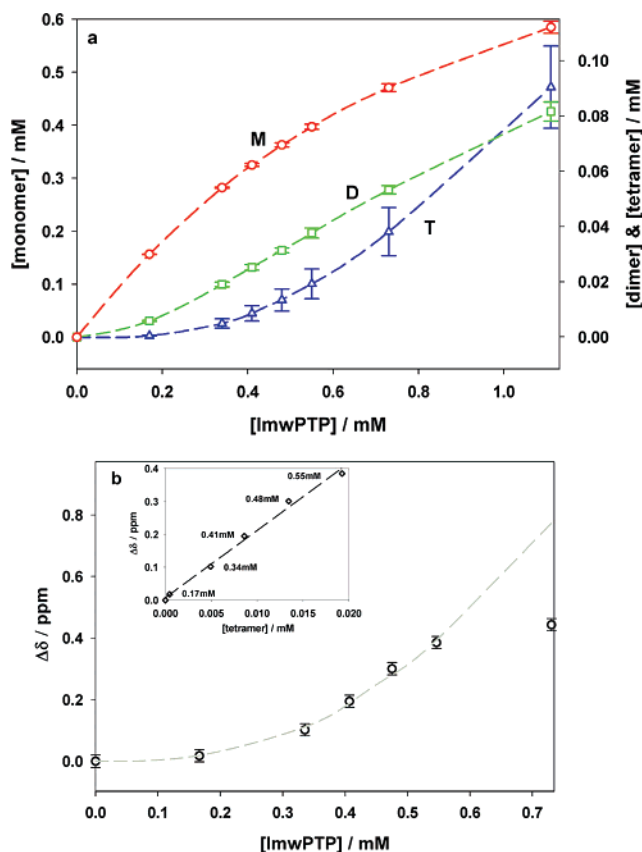 a
0.6
0.5
0.4
0.3
0.2
0.1
0.0
[monomer] / mM
M
D
T
0.10
0.08
0.06
0.04
0.02
0.00
[dimer] & [tetramer] / mM
0.0 0.2 0.4 0.6 0.8 1.0
[lmwPTP] / mM
b
0.8
0.6
0.4
0.2
0.0
Δδ / ppm
0.4
0.3
0.2
0.1
0.0
Δδ / ppm
0.55mM
0.48mM
0.41mM
0.34mM
0.17mM
0.000 0.005 0.010 0.015 0.020
[tetramer] / mM
0.0 0.1 0.2 0.3 0.4 0.5 0.6 0.7
[lmwPTP] / mM